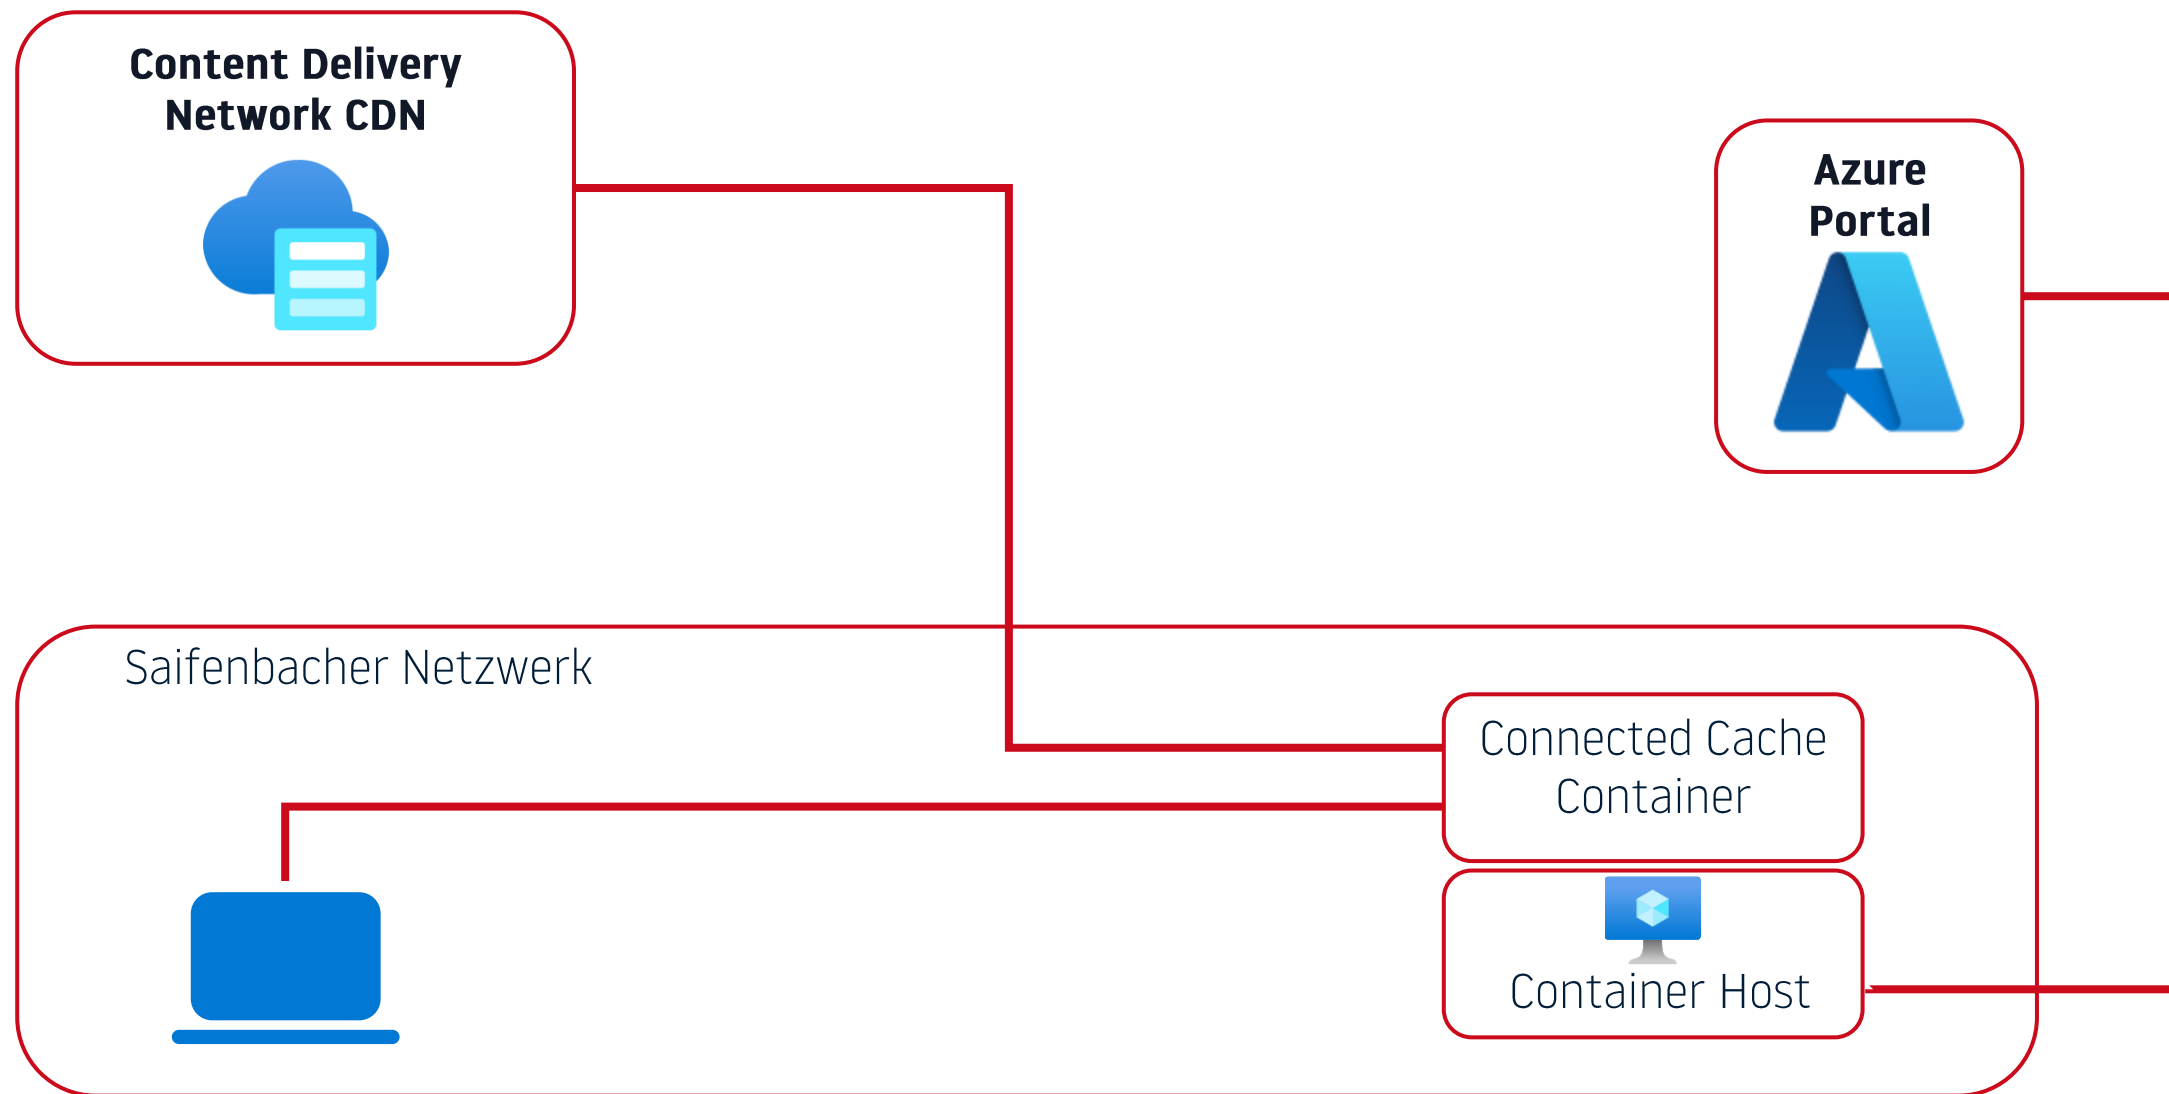 Content Delivery
Network CDN
Azure
Portal
Saifenbacher Netzwerk
Connected Cache
Container
Container Host